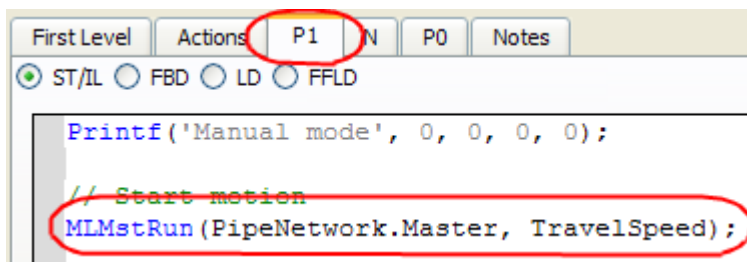 First Level Actions P1 N P0 Notes
ST/IL FBD LD FFLD
Printf('Manual mode', 0, 0, 0, 0);
// Start motion
MLMstRun(PipeNetwork.Master, TravelSpeed);